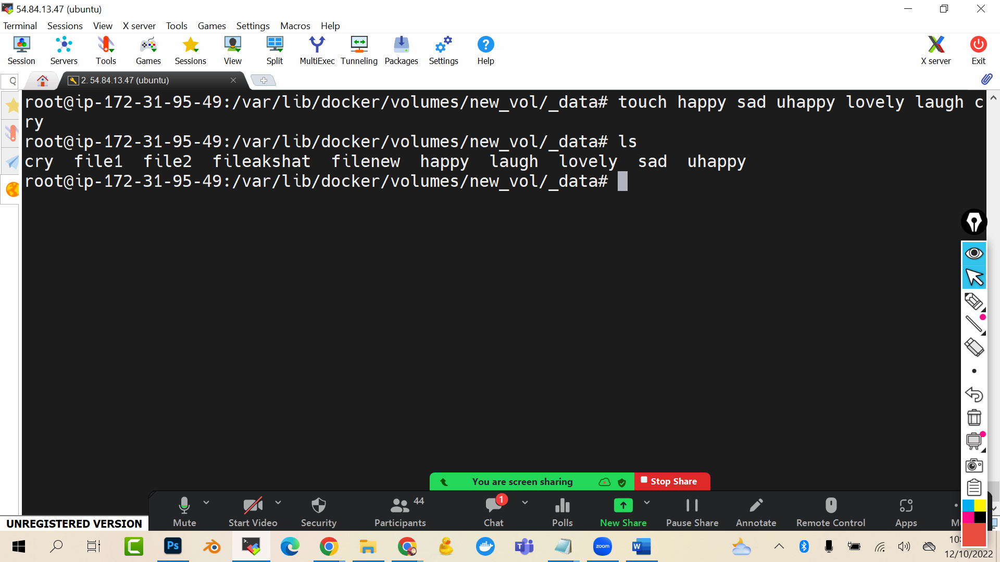 54.84.13.47 (ubuntu)
Terminal Sessions View X server Tools Games Settings Macros Help
Session Servers Tools Games Sessions View Split MultiExec Tunneling Packages Settings Help X server Exit
2. 54.84.13.47 (ubuntu)
root@ip-172-31-95-49:/var/lib/docker/volumes/new_vol/_data# touch happy sad uhappy lovely laugh c
ry
root@ip-172-31-95-49:/var/lib/docker/volumes/new_vol/_data# ls
cry file1 file2 fileakshat filenew happy laugh lovely sad uhappy
root@ip-172-31-95-49:/var/lib/docker/volumes/new_vol/_data#
You are screen sharing Stop Share
44 1
Mute Start Video Security Participants Chat Polls New Share Pause Share Annotate Remote Control Apps
UNREGISTERED VERSION
Ps zoom W
10:
12/10/2022